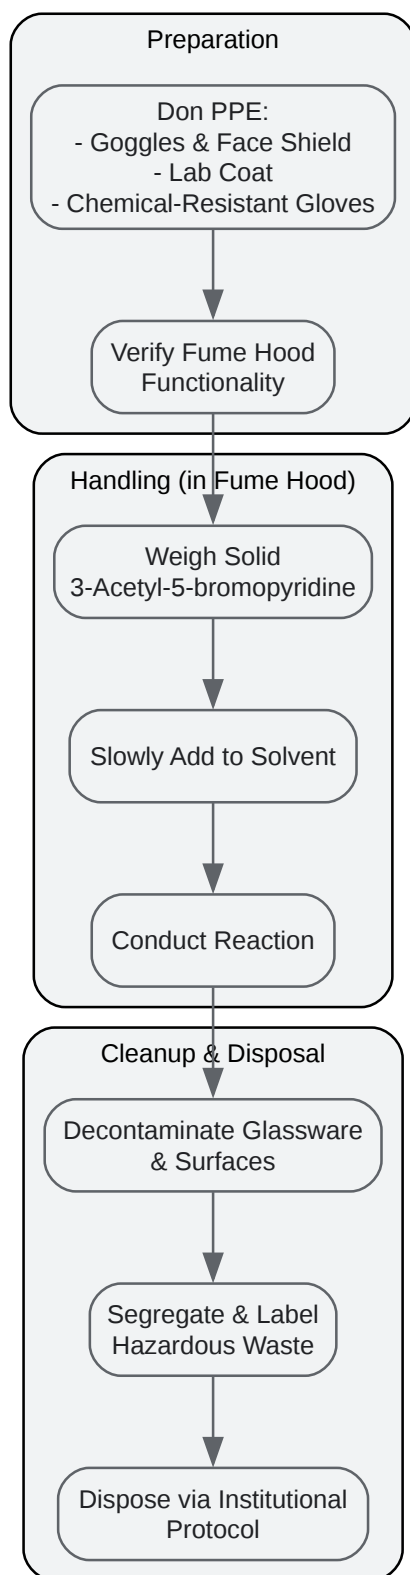 Preparation
Don PPE:
- Goggles & Face Shield
- Lab Coat
- Chemical-Resistant Gloves
Verify Fume Hood
Functionality
Handling (in Fume Hood)
Weigh Solid
3-Acetyl-5-bromopyridine
Slowly Add to Solvent
Conduct Reaction
Cleanup & Disposal
Decontaminate Glassware
& Surfaces
Segregate & Label
Hazardous Waste
Dispose via Institutional
Protocol